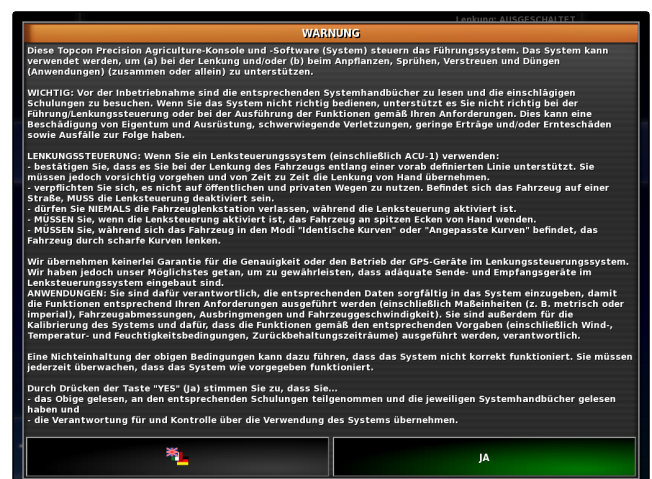 Lenkung: AUSGESCHALTET
WARNUNG
Diese Topcon Precision Agriculture-Konsole und -Software (System) steuern das Führungssystem. Das System kann
verwendet werden, um (a) bei der Lenkung und/oder (b) beim Anpflanzen, Sprühen, Verstreuen und Düngen
(Anwendungen) (zusammen oder allein) zu unterstützen.
WICHTIG: Vor der Inbetriebnahme sind die entsprechenden Systemhandbücher zu lesen und die einschlägigen
Schulungen zu besuchen. Wenn Sie das System nicht richtig bedienen, unterstützt es Sie nicht richtig bei der
Führung/Lenkungssteuerung oder bei der Ausführung der Funktionen gemäß Ihren Anforderungen. Dies kann eine
Beschädigung von Eigentum und Ausrüstung, schwerwiegende Verletzungen, geringe Erträge und/oder Ernteschäden
sowie Ausfälle zur Folge haben.
LENKUNGSSTEUERUNG: Wenn Sie ein Lenksteuerungssystem (einschließlich ACU-1) verwenden:
- bestätigen Sie, dass es Sie bei der Lenkung des Fahrzeugs entlang einer vorab definierten Linie unterstützt. Sie
müssen jedoch vorsichtig vorgehen und von Zeit zu Zeit die Lenkung von Hand übernehmen.
- verpflichten Sie sich, es nicht auf öffentlichen und privaten Wegen zu nutzen. Befindet sich das Fahrzeug auf einer
Straße, MUSS die Lenksteuerung deaktiviert sein.
- dürfen Sie NIEMALS die Fahrzeuglenkstation verlassen, während die Lenksteuerung aktiviert ist.
- MÜSSEN Sie, wenn die Lenksteuerung aktiviert ist, das Fahrzeug an spitzen Ecken von Hand wenden.
- MÜSSEN Sie, während sich das Fahrzeug in den Modi "Identische Kurven" oder "Angepasste Kurven" befindet, das
Fahrzeug durch scharfe Kurven lenken.
Wir übernehmen keinerlei Garantie für die Genauigkeit oder den Betrieb der GPS-Geräte im Lenkungssteuerungssystem.
Wir haben jedoch unser Möglichstes getan, um zu gewährleisten, dass adäquate Sende- und Empfangsgeräte im
Lenksteuerungssystem eingebaut sind.
ANWENDUNGEN: Sie sind dafür verantwortlich, die entsprechenden Daten sorgfältig in das System einzugeben, damit
die Funktionen entsprechend Ihren Anforderungen ausgeführt werden (einschließlich Maßeinheiten (z. B. metrisch oder
imperial), Fahrzeugabmessungen, Ausbringmengen und Fahrzeuggeschwindigkeit). Sie sind außerdem für die
Kalibrierung des Systems und dafür, dass die Funktionen gemäß den entsprechenden Vorgaben (einschließlich Wind-,
Temperatur- und Feuchtigkeitsbedingungen, Zurückbehaltungszeiträume) ausgeführt werden, verantwortlich.
Eine Nichteinhaltung der obigen Bedingungen kann dazu führen, dass das System nicht korrekt funktioniert. Sie müssen
jederzeit überwachen, dass das System wie vorgegeben funktioniert.
Durch Drücken der Taste "YES" (Ja) stimmen Sie zu, dass Sie...
- das Obige gelesen, an den entsprechenden Schulungen teilgenommen und die jeweiligen Systemhandbücher gelesen
haben und
- die Verantwortung für und Kontrolle über die Verwendung des Systems übernehmen.
JA